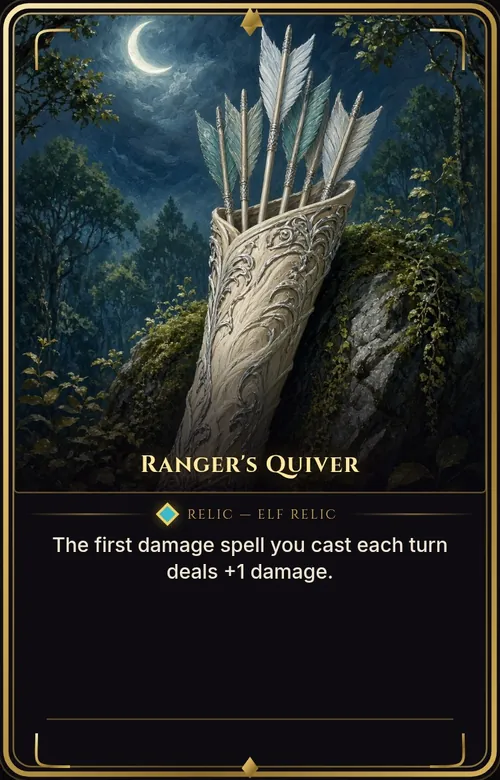 Ranger's Quiver
Relic — Elf Relic
The first damage spell you cast each turn
deals +1 damage.